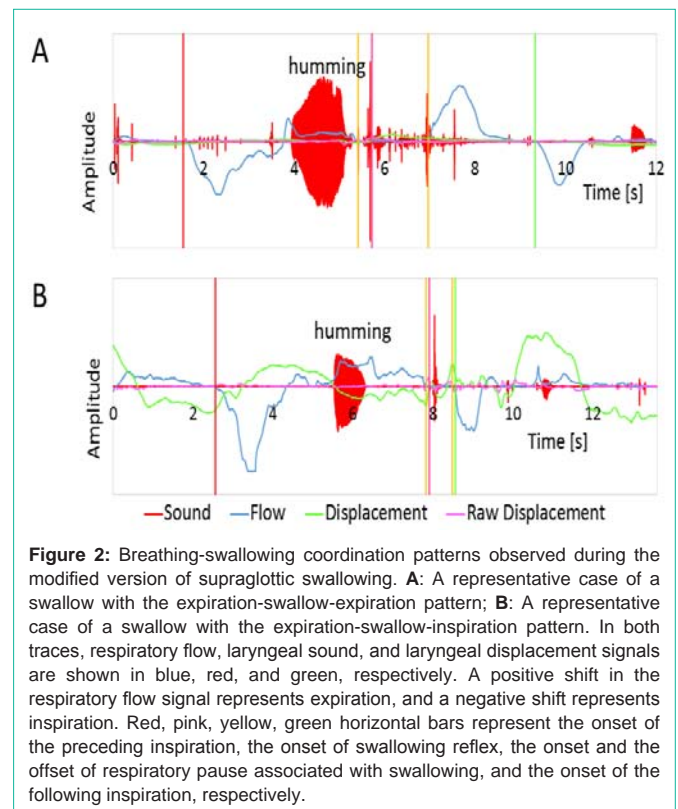 A
humming
Amplitude
0 2 4 6 8 10 12
Time [s]
B
humming
Amplitude
0 2 4 6 8 10 12
Time [s]
Sound Flow Displacement Raw Displacement
Figure 2: Breathing-swallowing coordination patterns observed during the
modified version of supraglottic swallowing. A: A representative case of a
swallow with the expiration-swallow-expiration pattern; B: A representative
case of a swallow with the expiration-swallow-inspiration pattern. In both
traces, respiratory flow, laryngeal sound, and laryngeal displacement signals
are shown in blue, red, and green, respectively. A positive shift in the
respiratory flow signal represents expiration, and a negative shift represents
inspiration. Red, pink, yellow, green horizontal bars represent the onset of
the preceding inspiration, the onset of swallowing reflex, the onset and the
offset of respiratory pause associated with swallowing, and the onset of the
following inspiration, respectively.